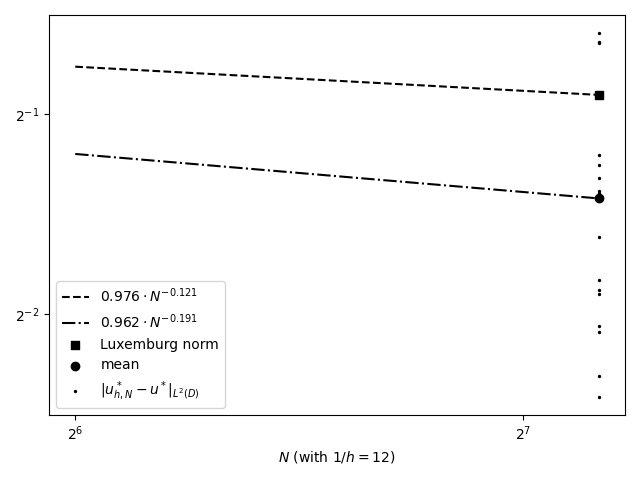 2^{-1}
2^{-2}
0.976 · N^{-0.121}
0.962 · N^{-0.191}
Luxemburg norm
mean
|u^*_{h,N} − u^*|_{L^2(D)}
2^6
2^7
N (with 1/h = 12)